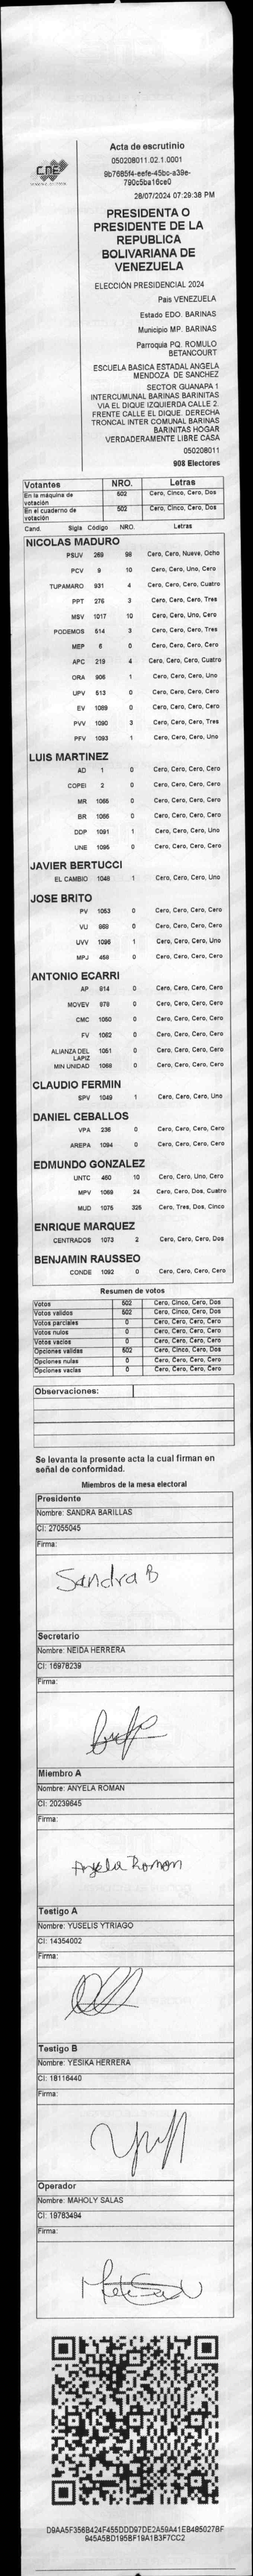 CNE
Acta de escrutinio
050208011.02.1.0001
9b7685f4-eefe-45bc-a39e-
790c5ba16ce0
28/07/2024 07:29:38 PM
PRESIDENTA O
PRESIDENTE DE LA
REPUBLICA
BOLIVARIANA DE
VENEZUELA
ELECCIÓN PRESIDENCIAL 2024
Pais VENEZUELA
Estado EDO. BARINAS
Municipio MP. BARINAS
Parroquia PQ. ROMULO
BETANCOURT
ESCUELA BASICA ESTADAL ANGELA
MENDOZA DE SANCHEZ
SECTOR GUANAPA 1
INTERCUMUNAL BARINAS BARINITAS
VIA EL DIQUE IZQUIERDA CALLE 2.
FRENTE CALLE EL DIQUE. DERECHA
TRONCAL INTER COMUNAL BARINAS
BARINITAS HOGAR
VERDADERAMENTE LIBRE CASA
050208011
908 Electores
Votantes NRO. Letras
En la máquina de votación 502 Cero, Cinco, Cero, Dos
En el cuaderno de votación 502 Cero, Cinco, Cero, Dos
Cand. Sigla Código NRO. Letras
NICOLAS MADURO
PSUV 269 98 Cero, Cero, Nueve, Ocho
PCV 9 10 Cero, Cero, Uno, Cero
TUPAMARO 931 4 Cero, Cero, Cero, Cuatro
PPT 276 3 Cero, Cero, Cero, Tres
MSV 1017 10 Cero, Cero, Uno, Cero
PODEMOS 614 3 Cero, Cero, Cero, Tres
MEP 6 0 Cero, Cero, Cero, Cero
APC 219 4 Cero, Cero, Cero, Cuatro
ORA 906 1 Cero, Cero, Cero, Uno
UPV 513 0 Cero, Cero, Cero, Cero
EV 1089 0 Cero, Cero, Cero, Cero
PVV 1090 3 Cero, Cero, Cero, Tres
PFV 1093 1 Cero, Cero, Cero, Uno
LUIS MARTINEZ
AD 1 0 Cero, Cero, Cero, Cero
COPEI 2 0 Cero, Cero, Cero, Cero
MR 0 Cero, Cero, Cero, Cero
BR 0 Cero, Cero, Cero, Cero
DDP 1091 1 Cero, Cero, Cero, Uno
UNE 1095 0 Cero, Cero, Cero, Cero
JAVIER BERTUCCI
EL CAMBIO 1048 1 Cero, Cero, Cero, Uno
JOSE BRITO
PV 1053 0 Cero, Cero, Cero, Cero
VU 968 0 Cero, Cero, Cero, Cero
UVV 1096 1 Cero, Cero, Cero, Uno
MPJ 458 0 Cero, Cero, Cero, Cero
ANTONIO ECARRI
AP 914 0 Cero, Cero, Cero, Cero
MOVEV 979 0 Cero, Cero, Cero, Cero
CMC 1050 0 Cero, Cero, Cero, Cero
FV 1062 0 Cero, Cero, Cero, Cero
ALIANZA DEL LAPIZ 1051 0 Cero, Cero, Cero, Cero
MIN UNIDAD 1068 0 Cero, Cero, Cero, Cero
CLAUDIO FERMIN
SPV 1049 1 Cero, Cero, Cero, Uno
DANIEL CEBALLOS
VPA 236 0 Cero, Cero, Cero, Cero
AREPA 1094 0 Cero, Cero, Cero, Cero
EDMUNDO GONZALEZ
UNTC 460 10 Cero, Cero, Uno, Cero
MPV 1069 24 Cero, Cero, Dos, Cuatro
MUD 1075 325 Cero, Tres, Dos, Cinco
ENRIQUE MARQUEZ
CENTRADOS 1073 2 Cero, Cero, Cero, Dos
BENJAMIN RAUSSEO
CONDE 1092 0 Cero, Cero, Cero, Cero
Resumen de votos
Votos 502 Cero, Cinco, Cero, Dos
Votos validos 502 Cero, Cinco, Cero, Dos
Votos parciales 0 Cero, Cero, Cero, Cero
Votos nulos 0 Cero, Cero, Cero, Cero
Votos vacios 0 Cero, Cero, Cero, Cero
Opciones validas 502 Cero, Cinco, Cero, Dos
Opciones nulas 0 Cero, Cero, Cero, Cero
Opciones vacias 0 Cero, Cero, Cero, Cero
Observaciones:
Se levanta la presente acta la cual firman en
señal de conformidad.
Miembros de la mesa electoral
Presidente
Nombre: SANDRA BARILLAS
CI: 27055045
Firma:
Sandra B
Secretario
Nombre: NEIDA HERRERA
CI: 16978239
Firma:
Miembro A
Nombre: ANYELA ROMAN
CI: 20239645
Firma:
Anyela Roman
Testigo A
Nombre: YUSELIS YTRIAGO
CI: 14354002
Firma:
Testigo B
Nombre: YESIKA HERRERA
CI: 18116440
Firma:
Operador
Nombre: MAHOLY SALAS
CI: 19783494
Firma:
D9AA5F356B424F455DDD97DE2A59A41EB485027BF
945A5BD195BF19A1B3F7CC2